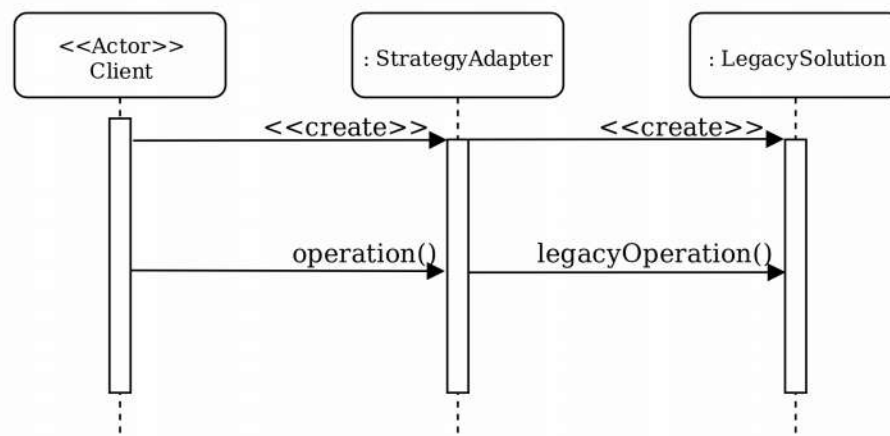 <<Actor>>
Client
: StrategyAdapter
: LegacySolution
<<create>>
<<create>>
operation()
legacyOperation()